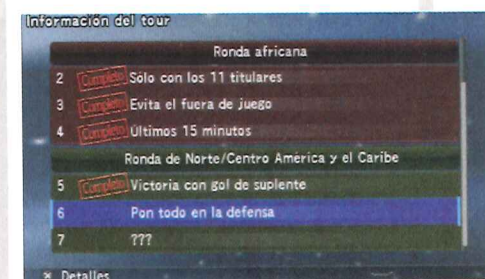 Información del tour
Ronda africana
2 Completo Sólo con los 11 titulares
3 Completo Evita el fuera de juego
4 Completo Últimos 15 minutos
Ronda de Norte/Centro América y el Caribe
5 Completo Victoria con gol de suplente
6 Pon todo en la defensa
7 ???
× Detalles